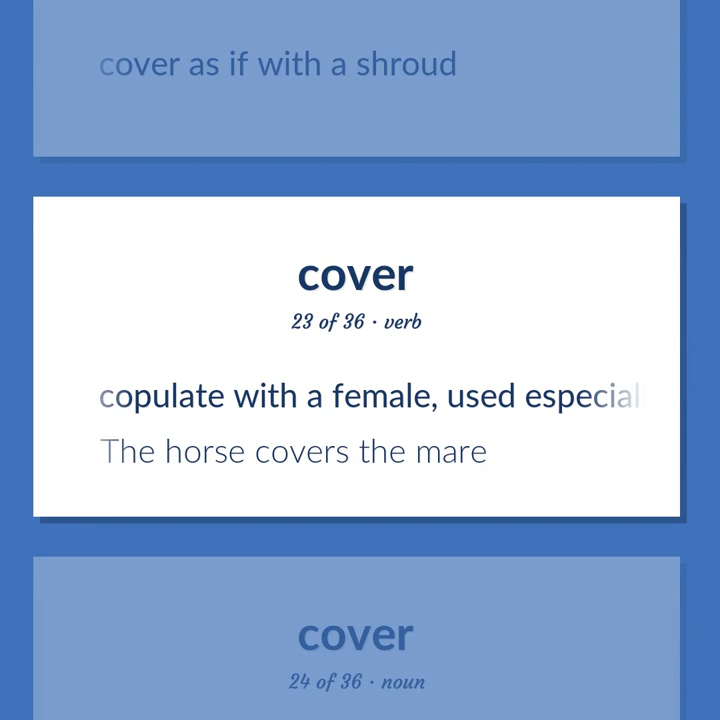 cover as if with a shroud
cover
23 of 36 · verb
copulate with a female, used especial
The horse covers the mare
cover
24 of 36 · noun